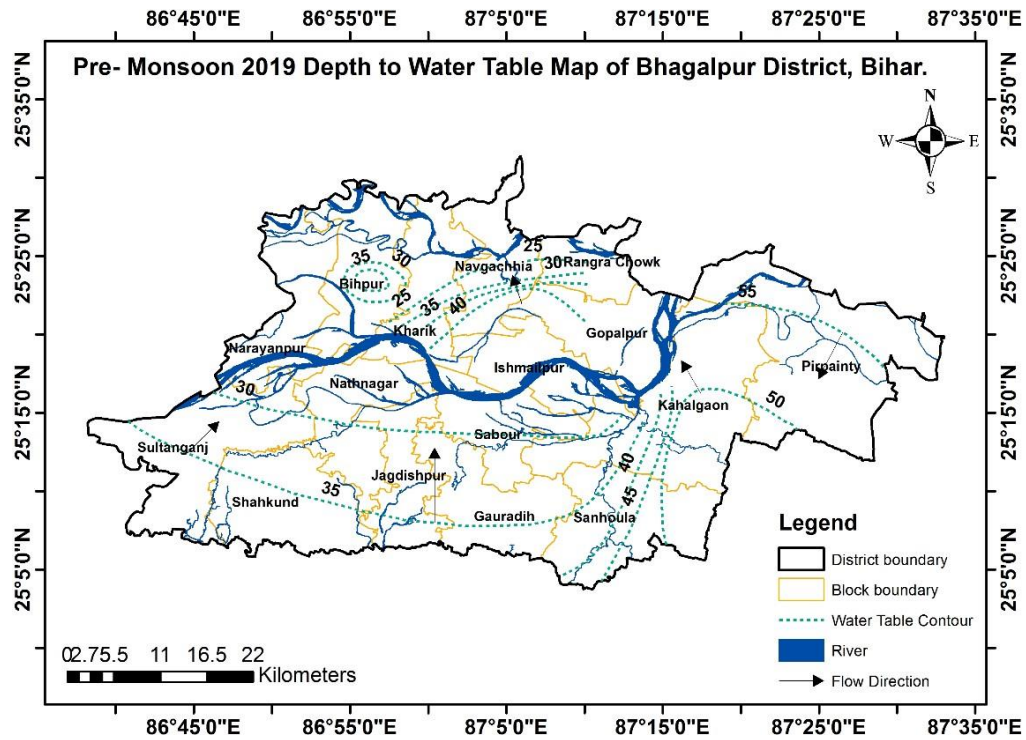 86°45'0"E 86°55'0"E 87°5'0"E 87°15'0"E 87°25'0"E 87°35'0"E
Pre- Monsoon 2019 Depth to Water Table Map of Bhagalpur District, Bihar.
25°35'0"N
25°35'0"N
N
W E
S
25°25'0"N
25°25'0"N
25
35
30
30
Navgachhia
Rangra Chowk
Bihpur
25
35
40
55
Kharik
Gopalpur
Narayanpur
Ishmailpur
Pirpainty
Nathnagar
30
50
Kahalgaon
25°15'0"N
25°15'0"N
Sabour
Sultanganj
40
Jagdishpur
35
45
Shahkund
Gauradih
Sanhoula
25°5'0"N
25°5'0"N
Legend
District boundary
Block boundary
Water Table Contour
River
Flow Direction
0 2.75 5.5 11 16.5 22
Kilometers
86°45'0"E 86°55'0"E 87°5'0"E 87°15'0"E 87°25'0"E 87°35'0"E